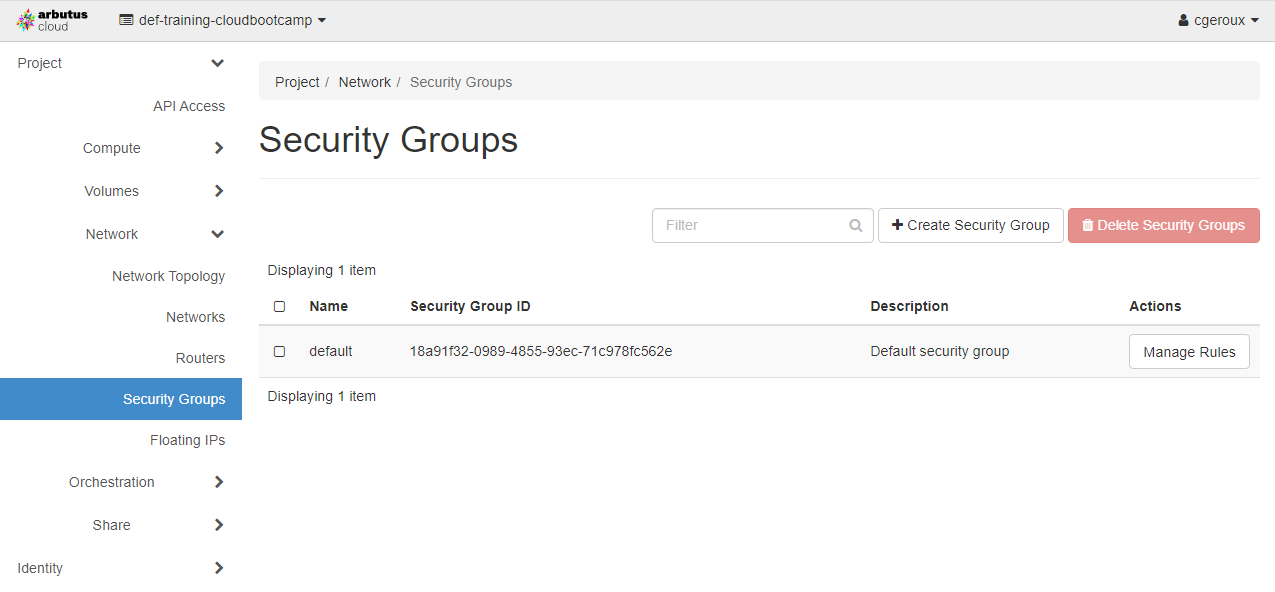 arbutus
cloud
def-training-cloudbootcamp
cgeroux
Project
API Access
Compute
Volumes
Network
Network Topology
Networks
Routers
Security Groups
Floating IPs
Orchestration
Share
Identity
Project / Network / Security Groups
Security Groups
Filter
Create Security Group
Delete Security Groups
Displaying 1 item
Name Security Group ID Description Actions
default 18a91f32-0989-4855-93ec-71c978fc562e Default security group Manage Rules
Displaying 1 item